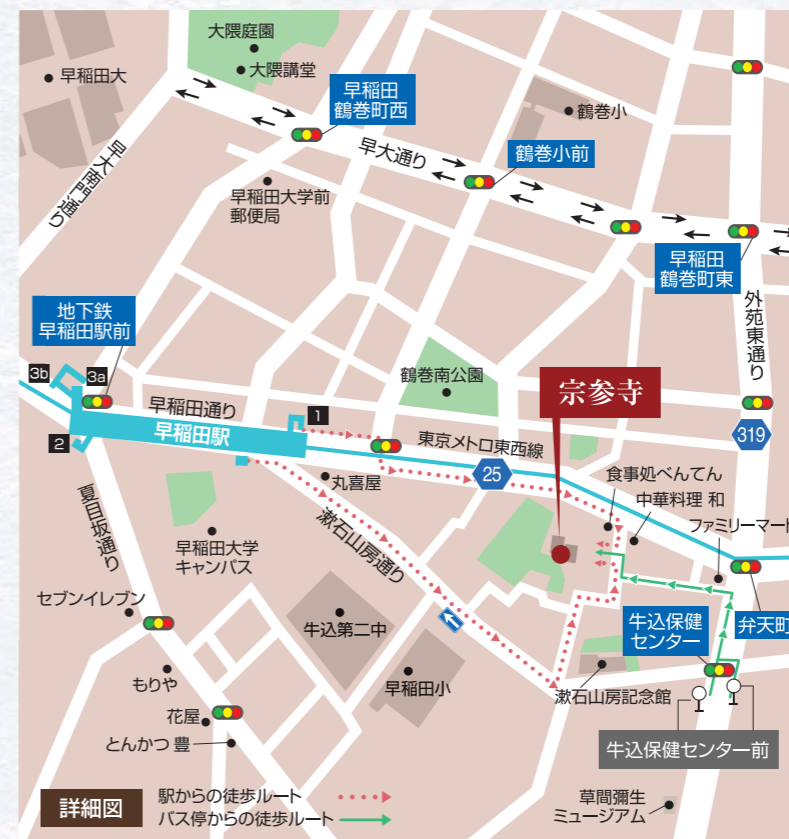 大隈庭園
大隈講堂
早稲田大
早稲田
鶴巻町西
鶴巻小
早大通り
鶴巻小前
早大南門通り
早稲田大学前
郵便局
早稲田
鶴巻町東
外苑東通り
地下鉄
早稲田駅前
3b
3a
鶴巻南公園
宗参寺
早稲田通り
1
早稲田駅
2
東京メトロ東西線
319
25
丸喜屋
食事処べんてん
中華料理 和
ファミリーマート
夏目坂通り
漱石山房通り
早稲田大学
キャンパス
セブンイレブン
牛込第二中
牛込保健
センター
弁天町
もりや
早稲田小
漱石山房記念館
花屋
とんかつ 豊
牛込保健センター前
詳細図
駅からの徒歩ルート
バス停からの徒歩ルート
草間彌生
ミュージアム